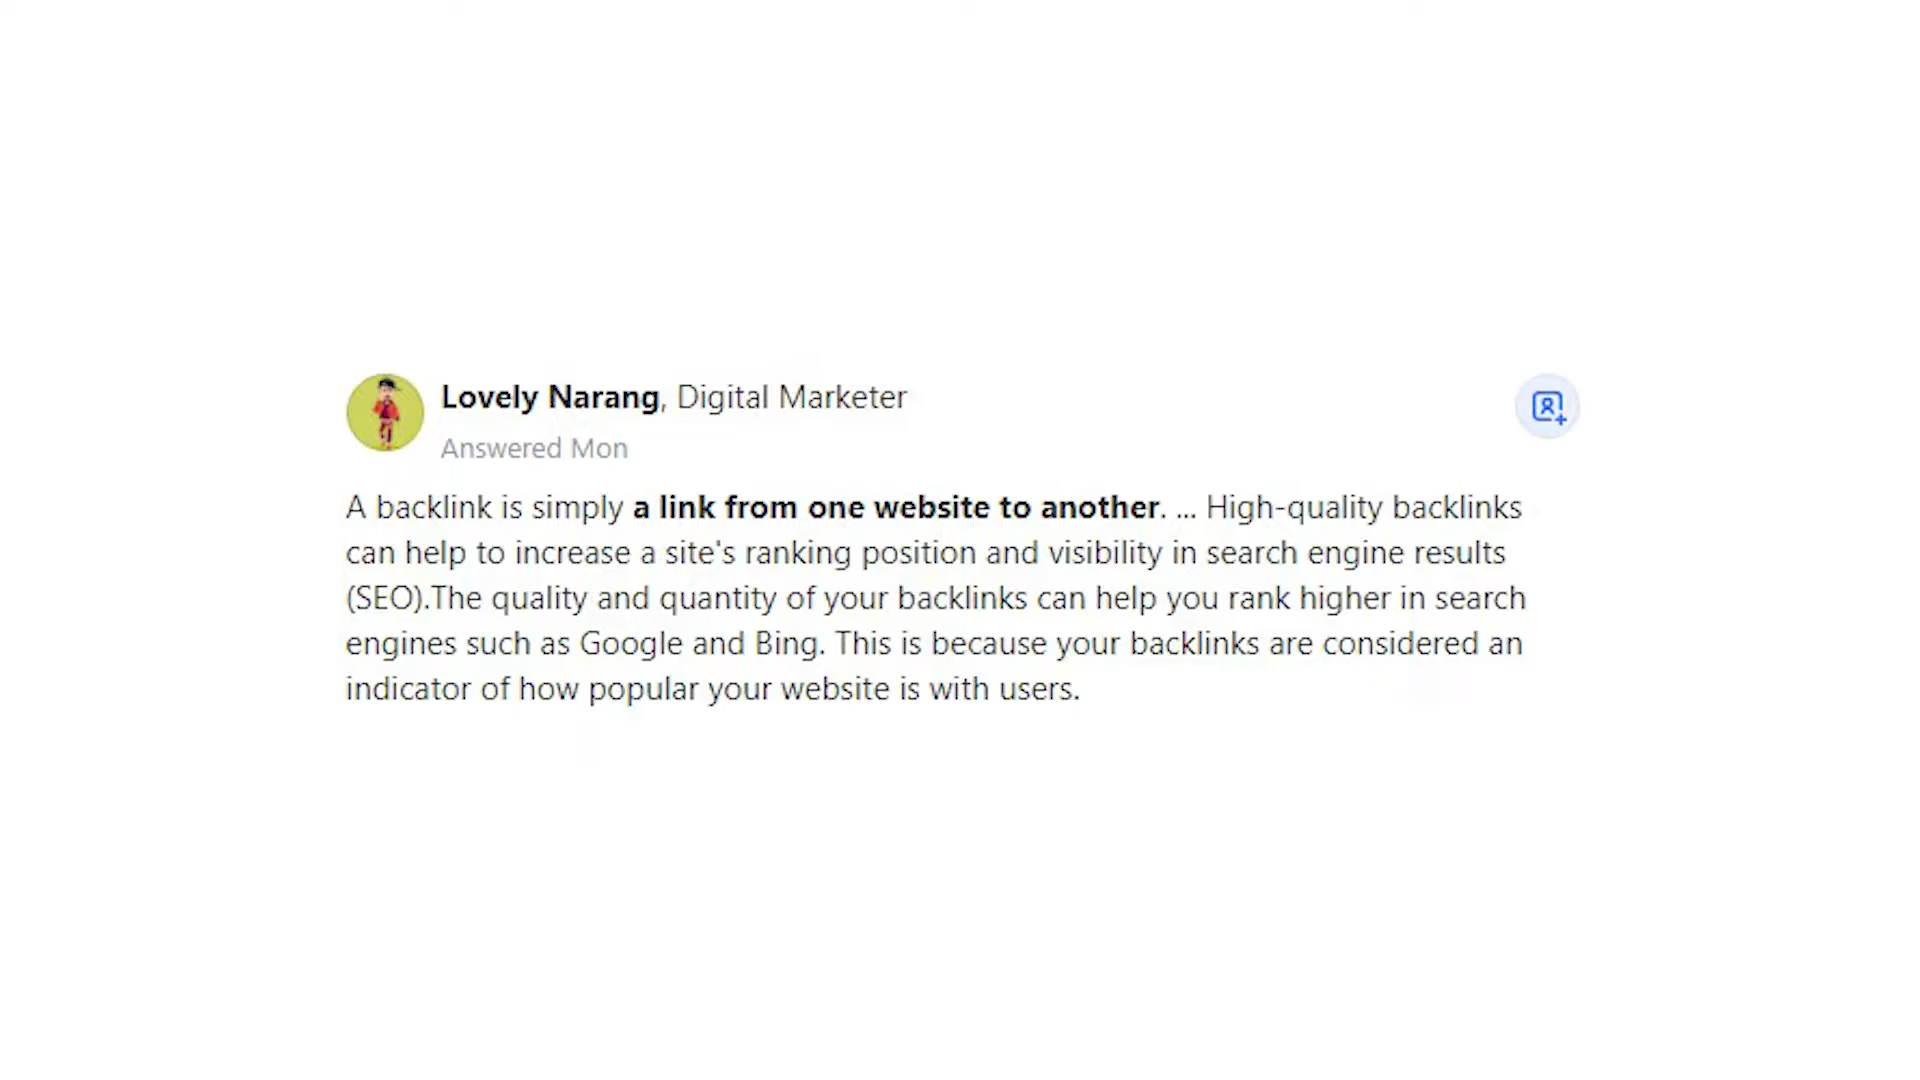 Lovely Narang, Digital Marketer
Answered Mon
A backlink is simply a link from one website to another. ... High-quality backlinks
can help to increase a site's ranking position and visibility in search engine results
(SEO).The quality and quantity of your backlinks can help you rank higher in search
engines such as Google and Bing. This is because your backlinks are considered an
indicator of how popular your website is with users.